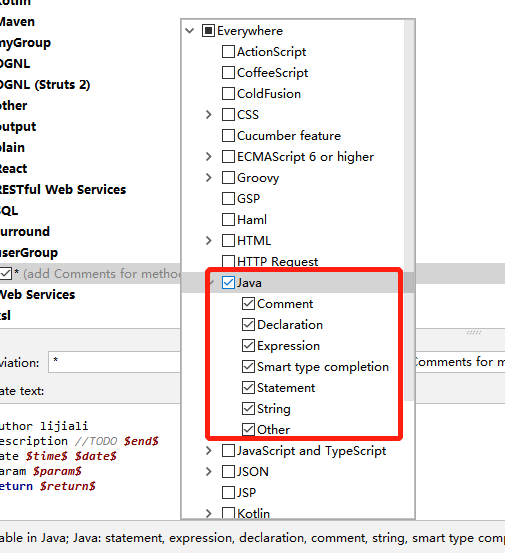 Kotlin
Maven
myGroup
OGNL
OGNL (Struts 2)
other
output
plain
React
RESTful Web Services
SQL
surround
userGroup
* (add Comments for method
Web Services
xsl
Everywhere
ActionScript
CoffeeScript
ColdFusion
CSS
Cucumber feature
ECMAScript 6 or higher
Groovy
GSP
Haml
HTML
HTTP Request
Java
Comment
Declaration
Expression
Smart type completion
Statement
String
Other
JavaScript and TypeScript
JSON
JSP
Kotlin
viation: *
Comments for m
ate text:
uthor lijiali
escription //TODO $end$
ate $time$ $date$
aram $param$
eturn $return$
able in Java; Java: statement, expression, declaration, comment, string, smart type comp